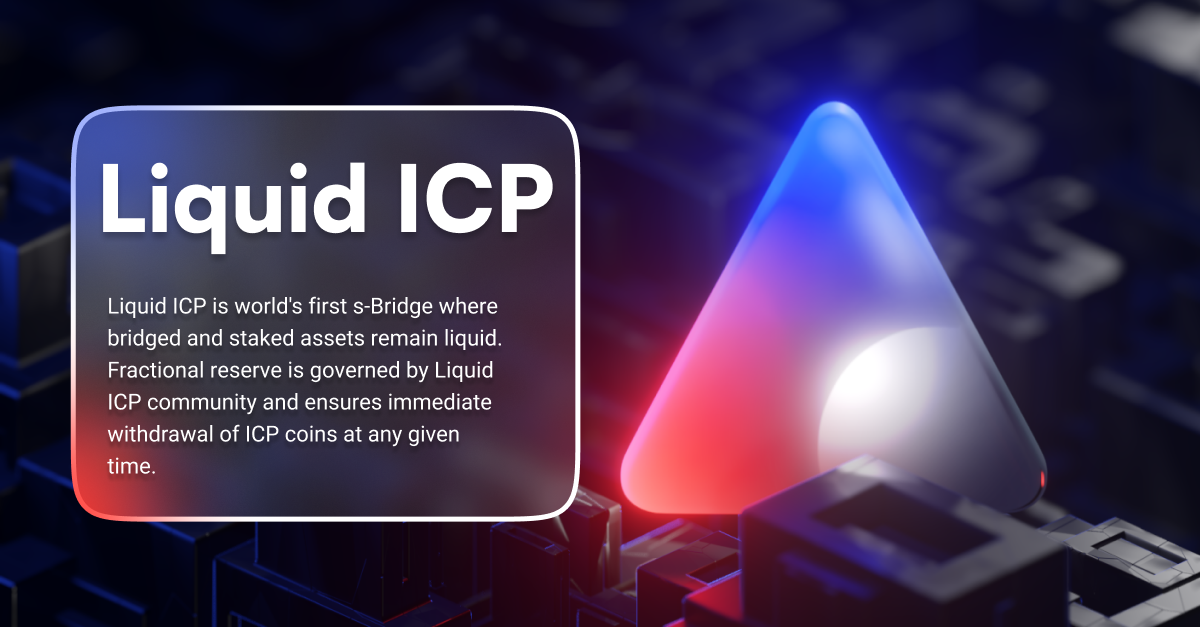 Liquid ICP
Liquid ICP is world's first s-Bridge where
bridged and staked assets remain liquid.
Fractional reserve is governed by Liquid
ICP community and ensures immediate
withdrawal of ICP coins at any given
time.